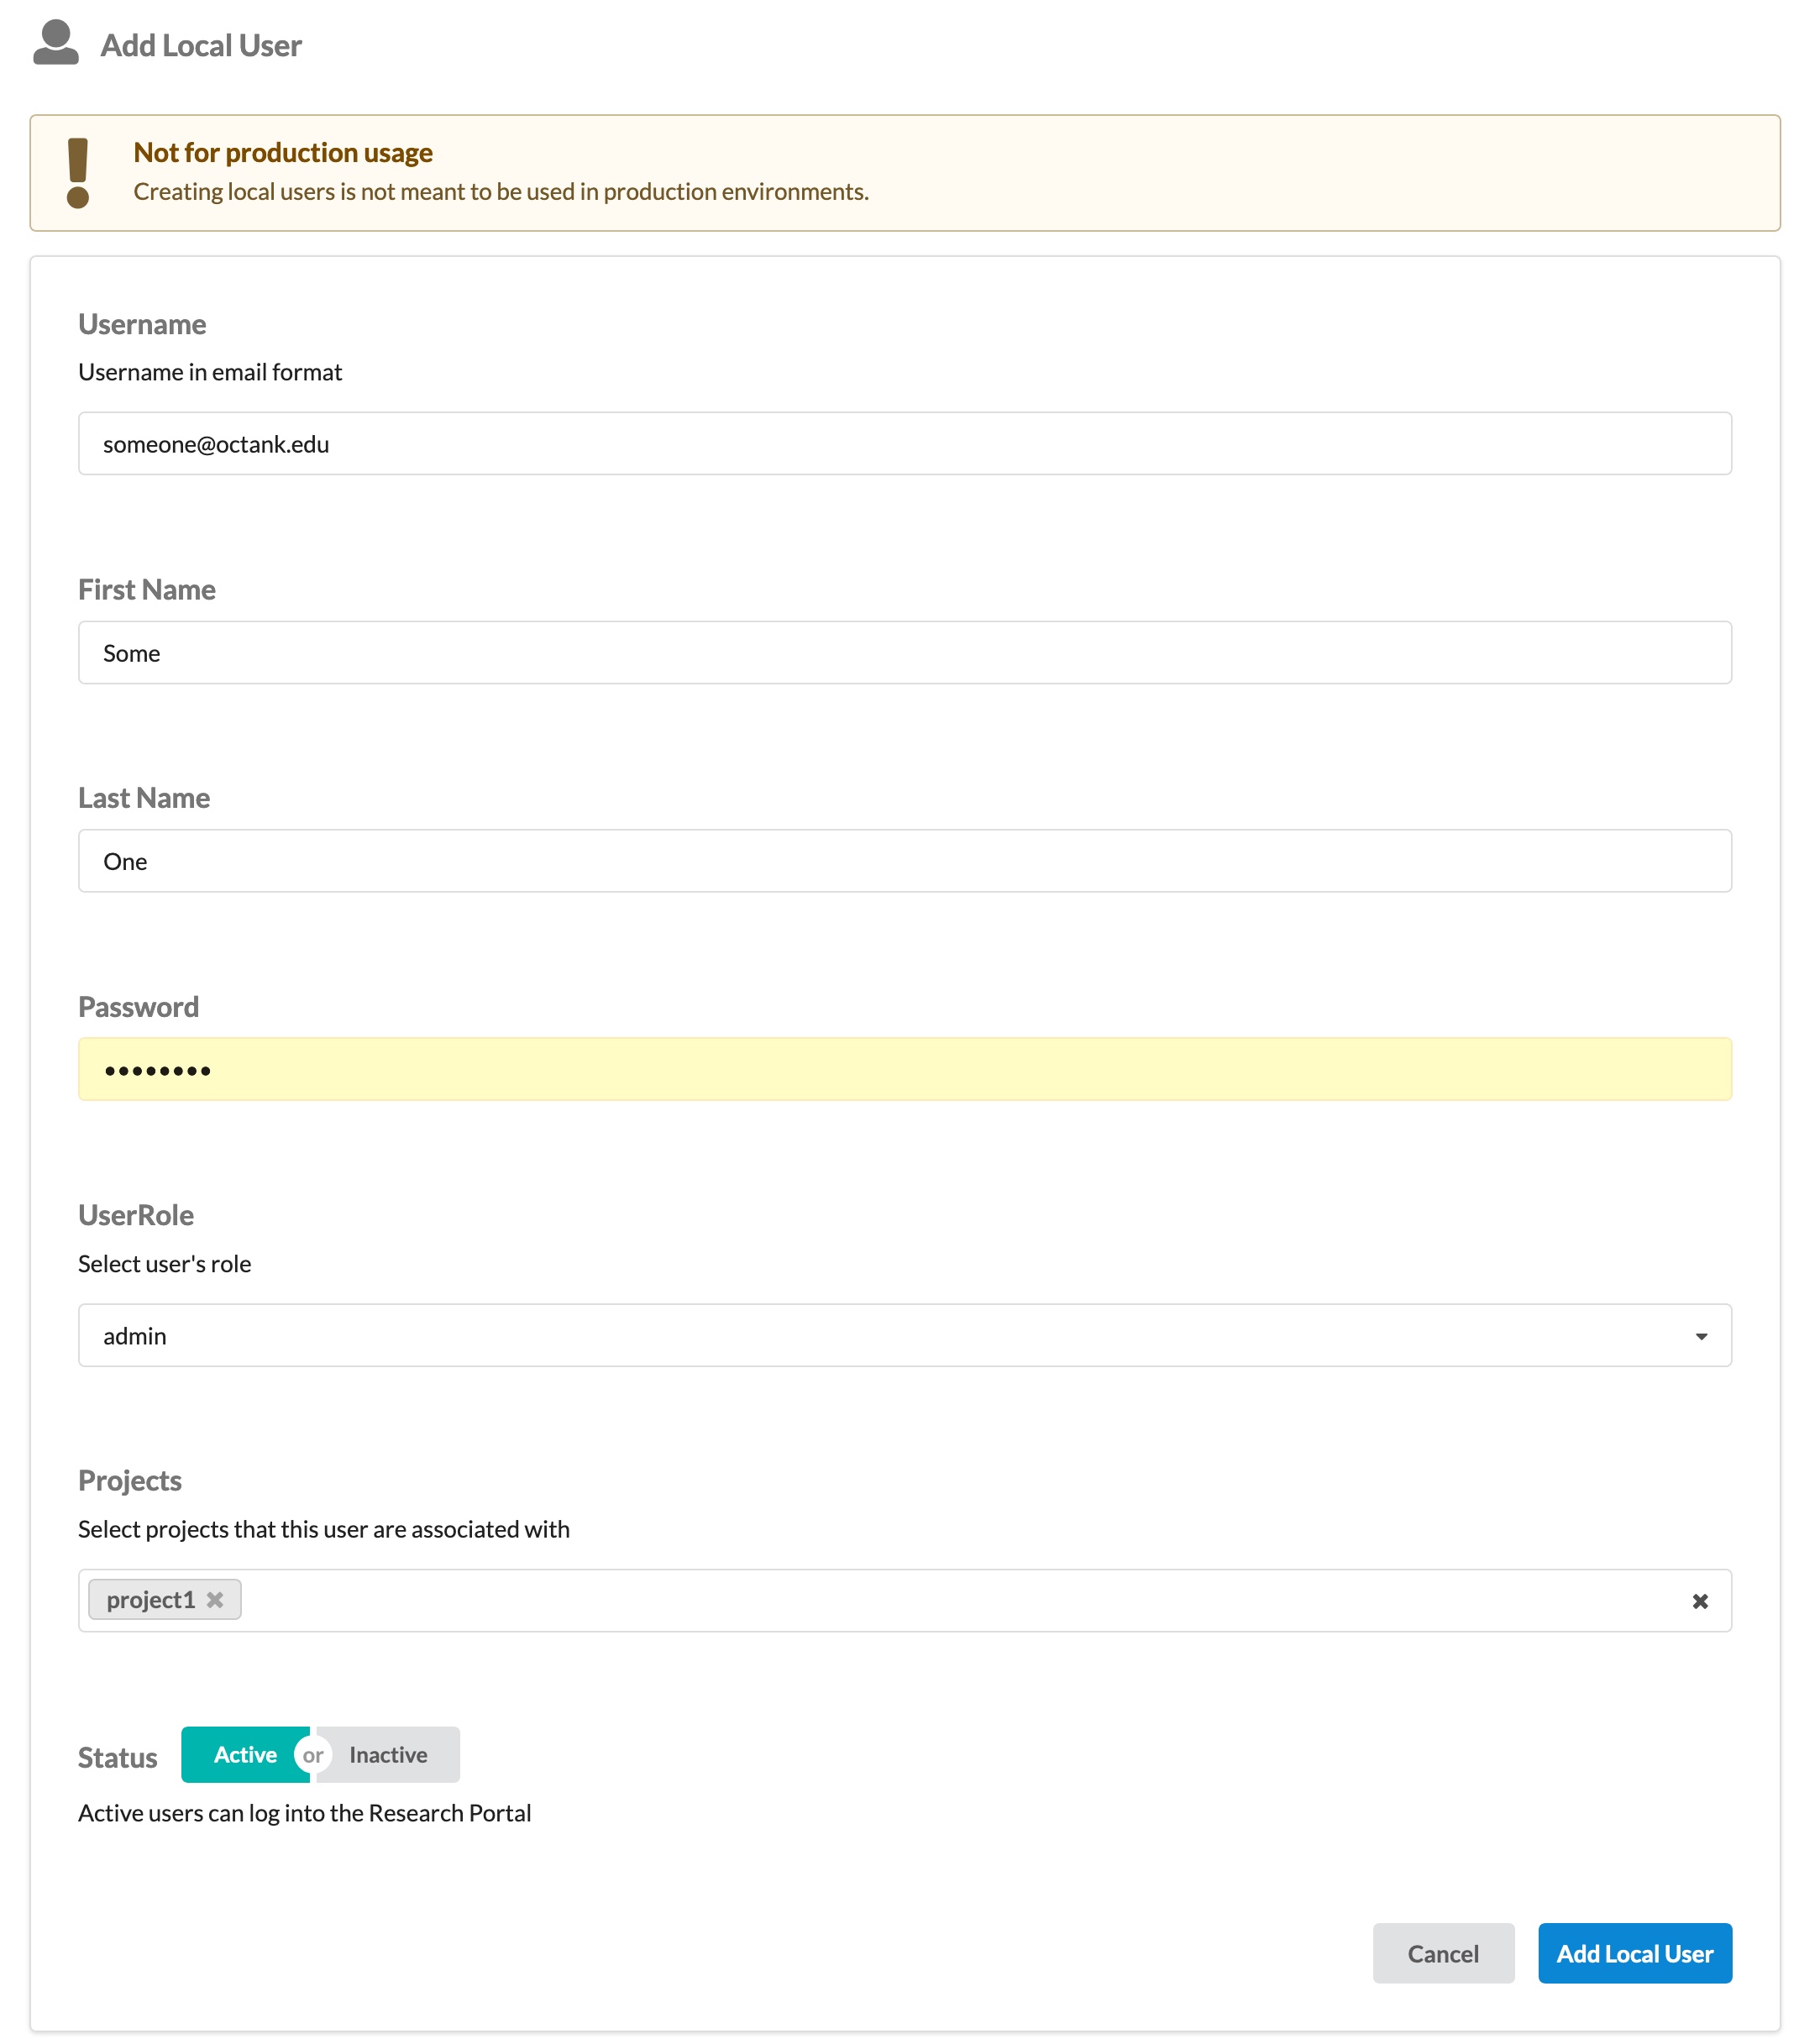 Add Local User
Not for production usage
Creating local users is not meant to be used in production environments.
Username
Username in email format
someone@octank.edu
First Name
Some
Last Name
One
Password
••••••••
UserRole
Select user's role
admin
Projects
Select projects that this user are associated with
project1
Status Active or Inactive
Active users can log into the Research Portal
Cancel Add Local User